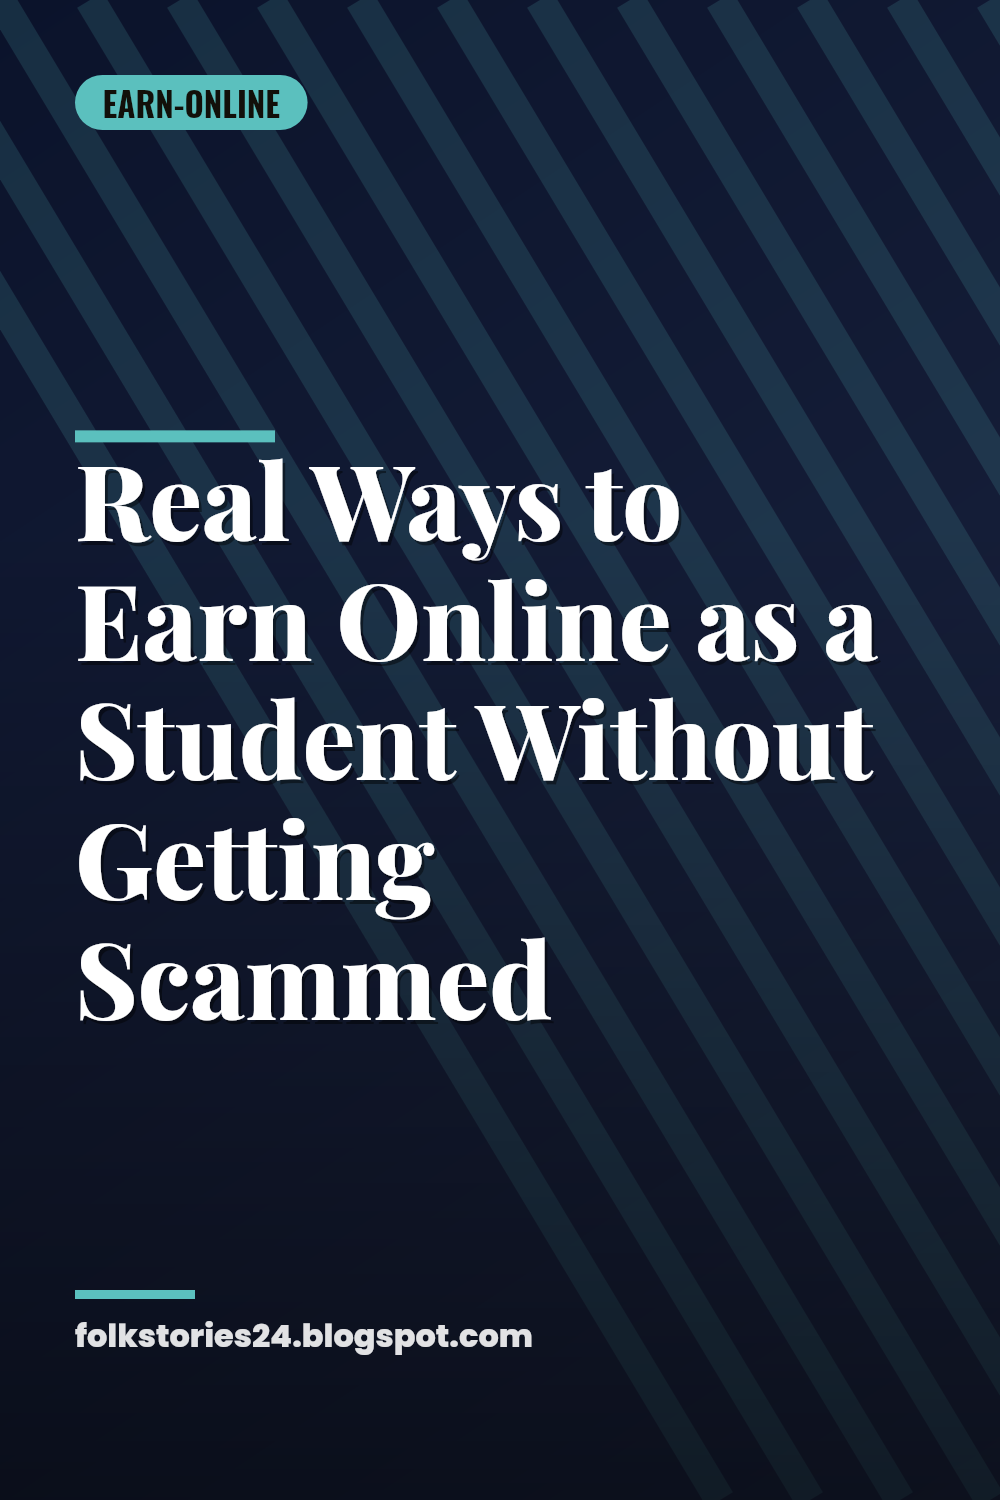 EARN-ONLINE
Real Ways to
Earn Online as a
Student Without
Getting
Scammed
folkstories24.blogspot.com